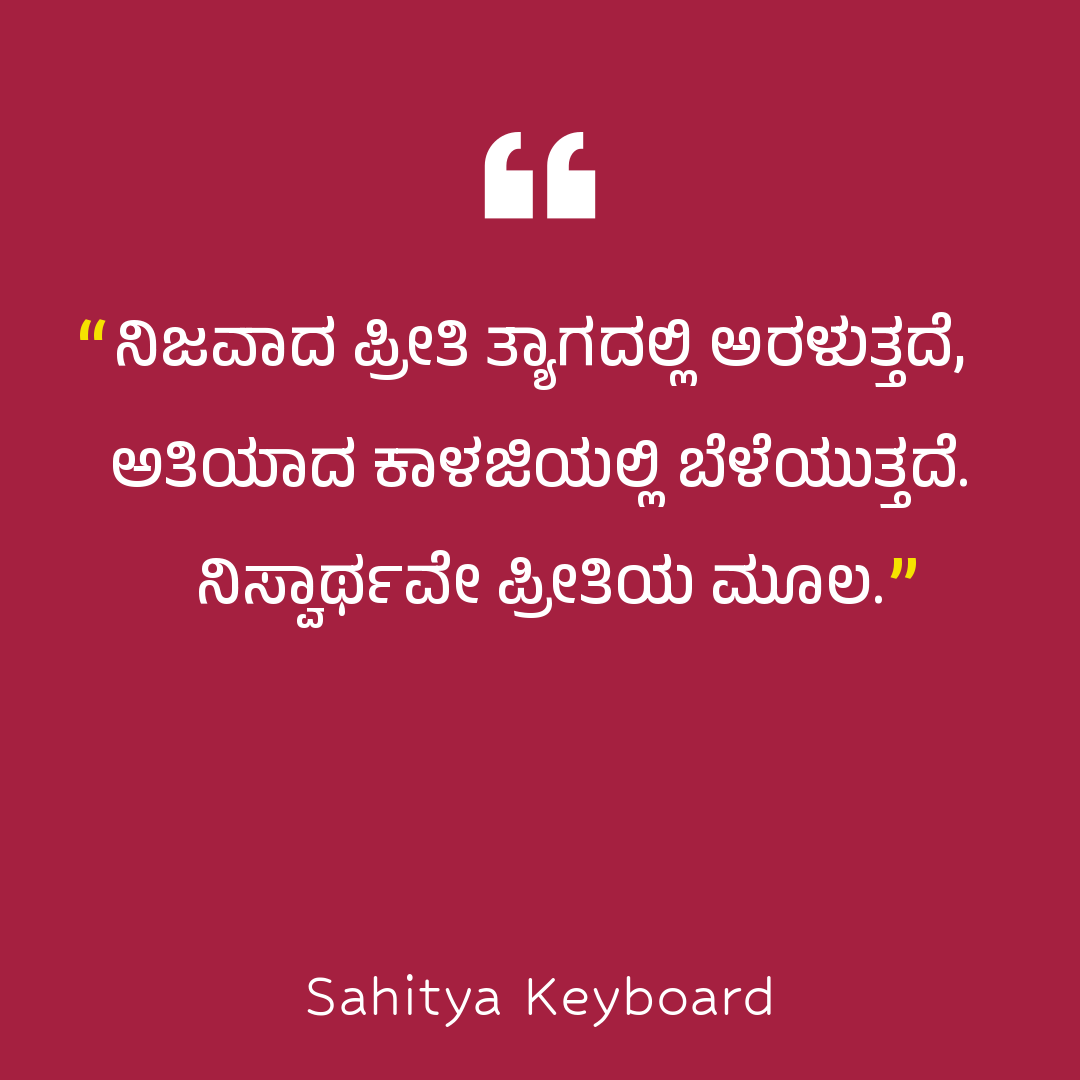 “ನಿಜವಾದ ಪ್ರೀತಿ ತ್ಯಾಗದಲ್ಲಿ ಅರಳುತ್ತದೆ,
ಅತಿಯಾದ ಕಾಳಜಿಯಲ್ಲಿ ಬೆಳೆಯುತ್ತದೆ.
ನಿಸ್ವಾರ್ಥವೇ ಪ್ರೀತಿಯ ಮೂಲ.”
Sahitya Keyboard